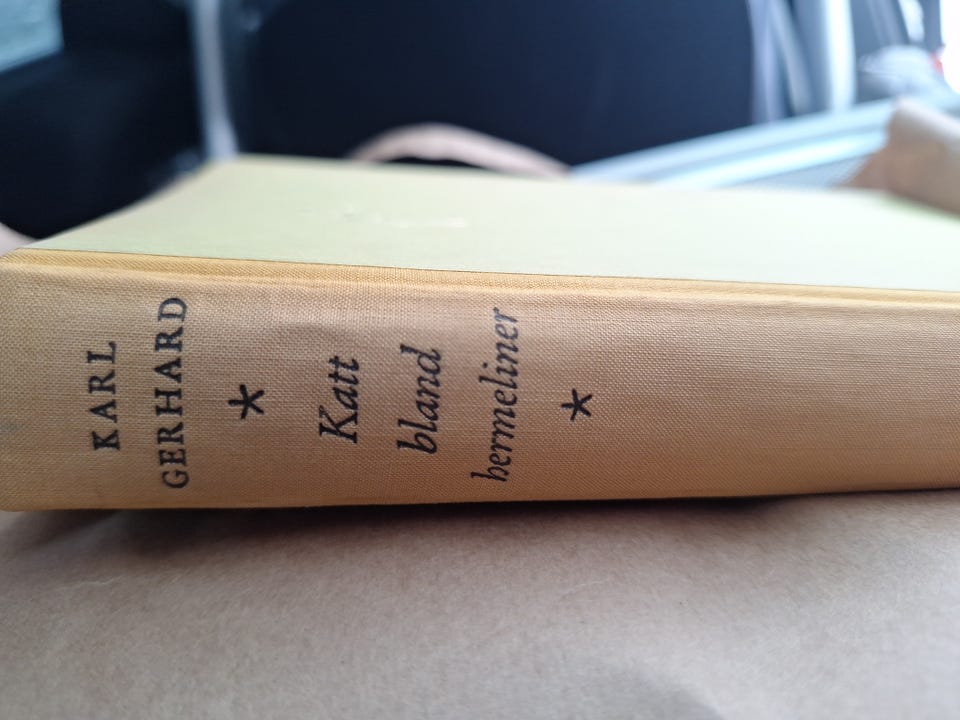 KARL
GERHARD
*
Katt
bland
hermeliner
*